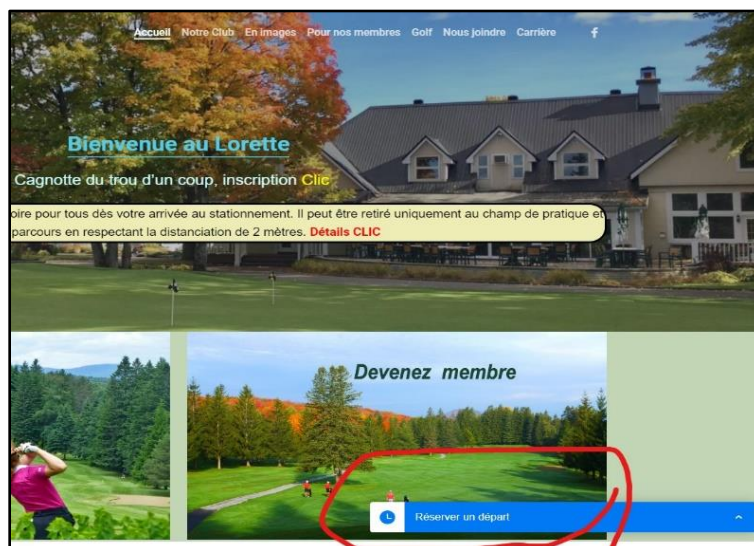 Accueil Notre Club En images Pour nos membres Golf Nous joindre Carrière f
Bienvenue au Lorette
Cagnotte du trou d'un coup, inscription Clic
oire pour tous dès votre arrivée au stationnement. Il peut être retiré uniquement au champ de pratique et
parcours en respectant la distanciation de 2 mètres. Détails CLIC
Devenez membre
Réserver un départ